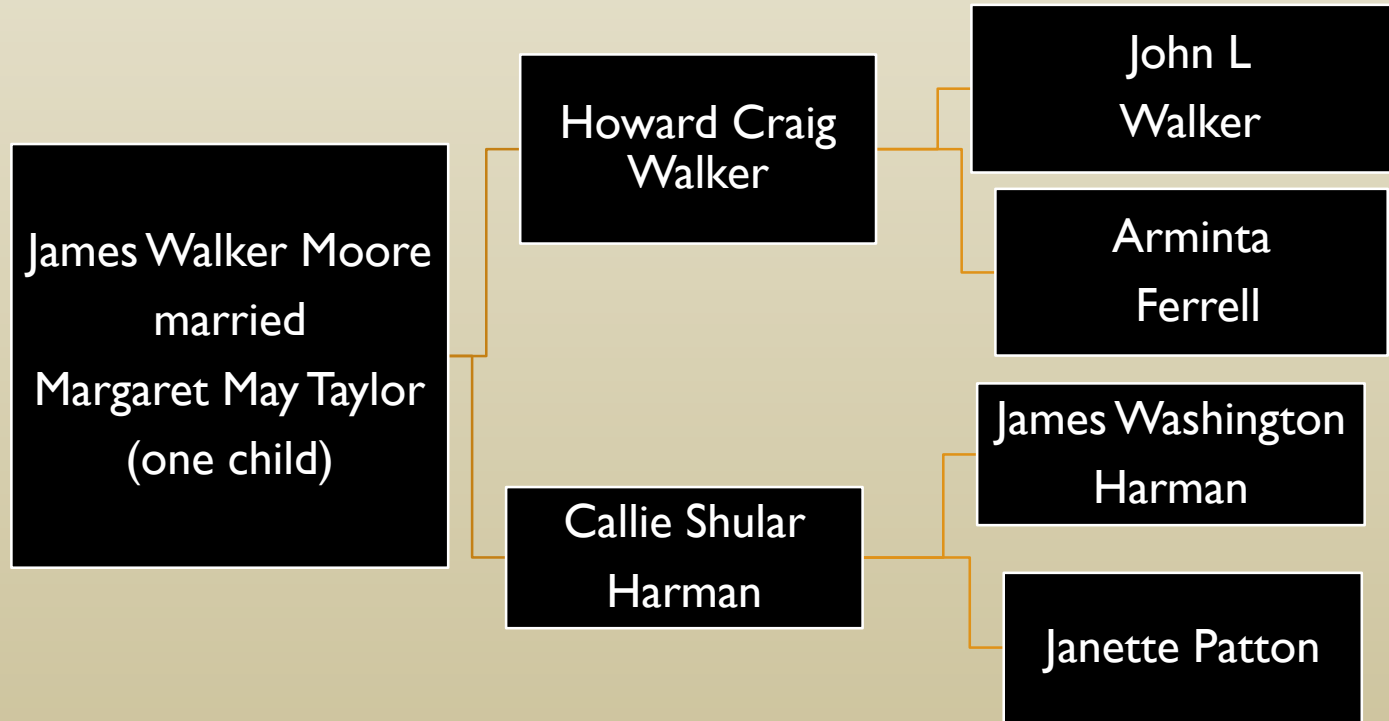 James Walker Moore
married
Margaret May Taylor
(one child)
Howard Craig
Walker
Callie Shular
Harman
John L
Walker
Arminta
Ferrell
James Washington
Harman
Janette Patton